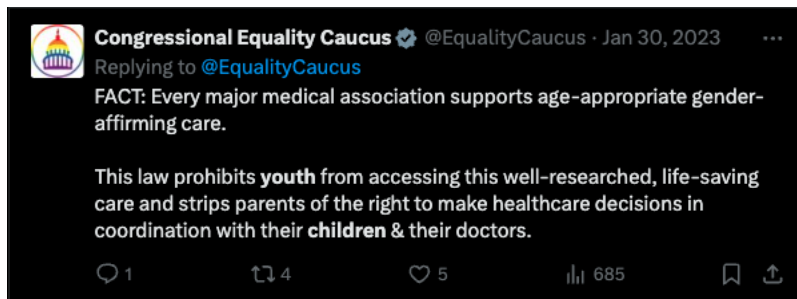 Congressional Equality Caucus @EqualityCaucus · Jan 30, 2023 ...
Replying to @EqualityCaucus
FACT: Every major medical association supports age-appropriate gender-
affirming care.
This law prohibits youth from accessing this well-researched, life-saving
care and strips parents of the right to make healthcare decisions in
coordination with their children & their doctors.
1 4 5 685